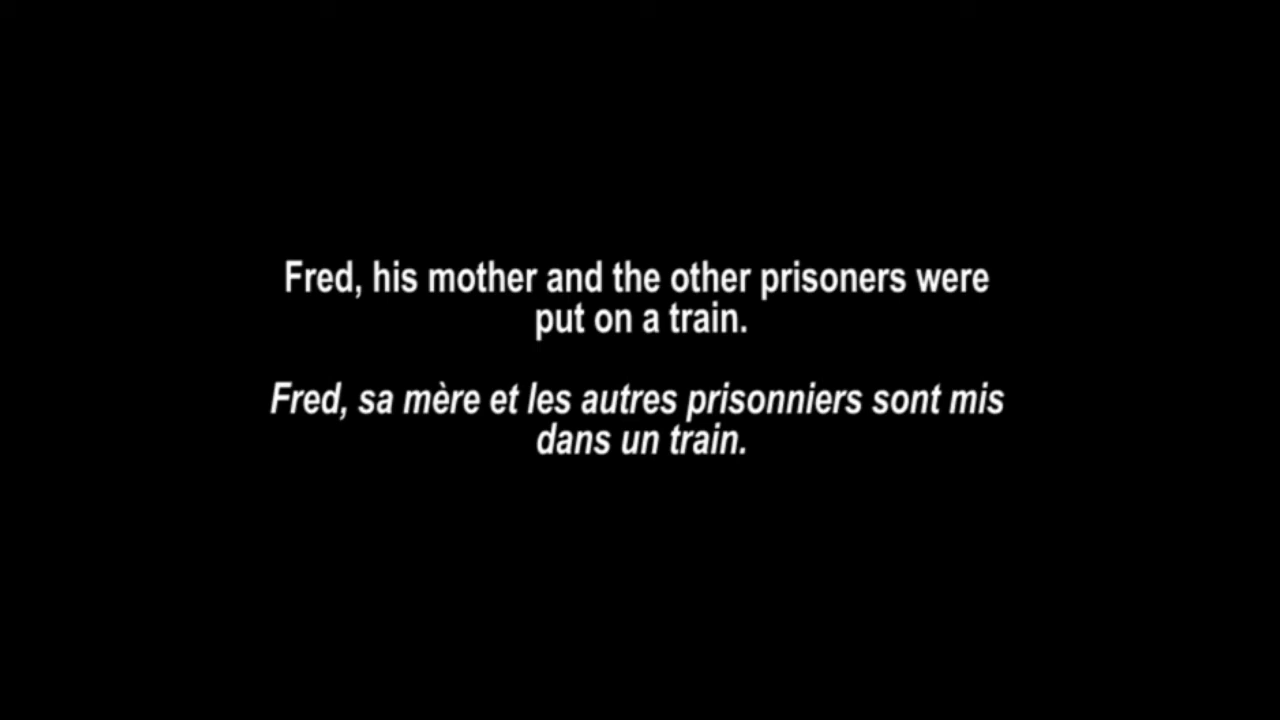 Fred, his mother and the other prisoners were
put on a train.
Fred, sa mère et les autres prisonniers sont mis
dans un train.